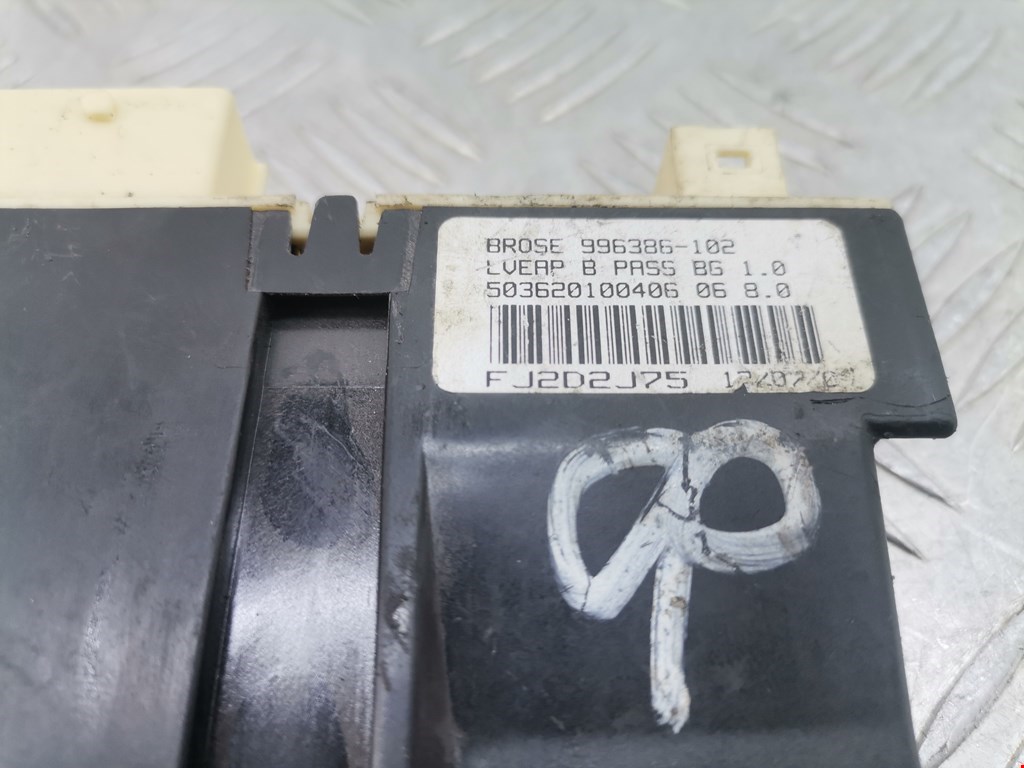 BROSE 996386-102
LVEAP B PASS BG 1.0
503620100406 06 8.0
FJ2D2J75